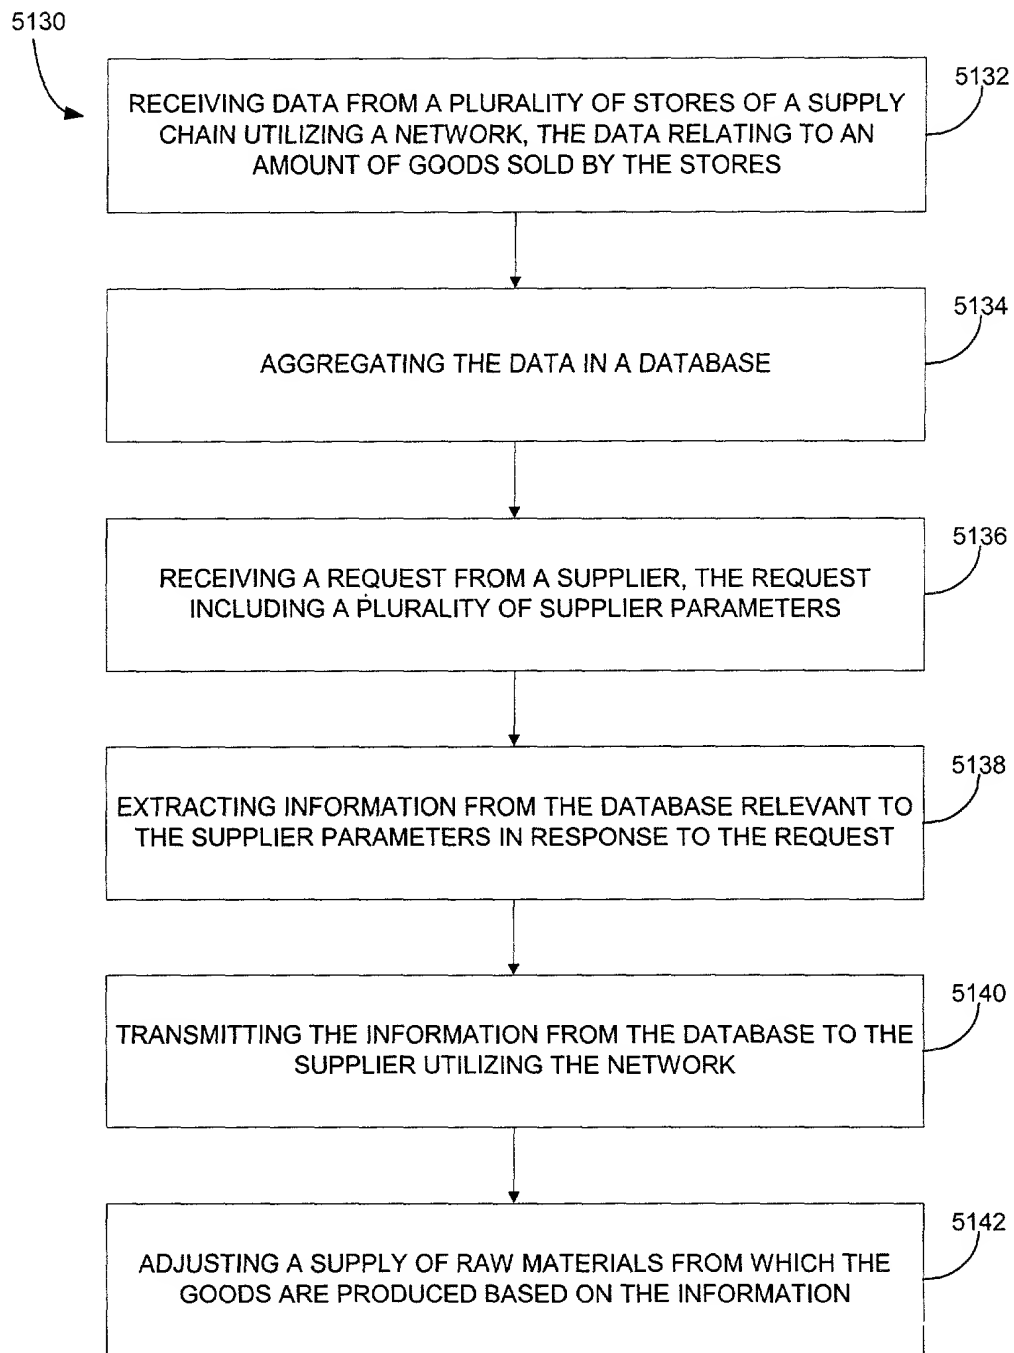 5130
5132
RECEIVING DATA FROM A PLURALITY OF STORES OF A SUPPLY
CHAIN UTILIZING A NETWORK, THE DATA RELATING TO AN
AMOUNT OF GOODS SOLD BY THE STORES
5134
AGGREGATING THE DATA IN A DATABASE
5136
RECEIVING A REQUEST FROM A SUPPLIER, THE REQUEST
INCLUDING A PLURALITY OF SUPPLIER PARAMETERS
5138
EXTRACTING INFORMATION FROM THE DATABASE RELEVANT TO
THE SUPPLIER PARAMETERS IN RESPONSE TO THE REQUEST
5140
TRANSMITTING THE INFORMATION FROM THE DATABASE TO THE
SUPPLIER UTILIZING THE NETWORK
5142
ADJUSTING A SUPPLY OF RAW MATERIALS FROM WHICH THE
GOODS ARE PRODUCED BASED ON THE INFORMATION